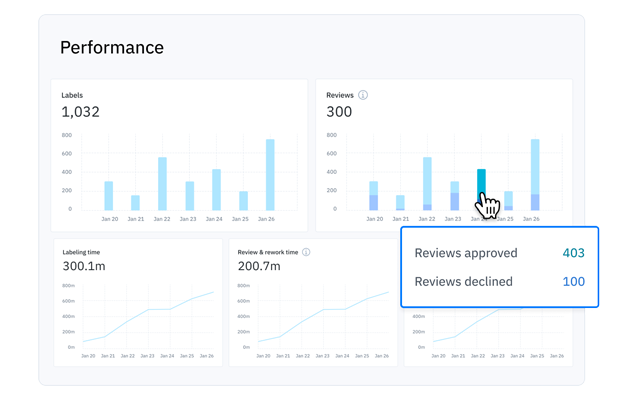 Performance
Labels
1,032
800
600
400
200
0
Jan 20 Jan 21 Jan 22 Jan 23 Jan 24 Jan 25 Jan 26
Reviews
300
800
600
400
200
0
Jan 20 Jan 21 Jan 22 Jan 23 Jan 25 Jan 26
Reviews approved 403
Reviews declined 100
Labeling time
300.1m
800m
600m
400m
200m
0m
Jan 20 Jan 21 Jan 22 Jan 23 Jan 24 Jan 25 Jan 26
Review & rework time
200.7m
800m
600m
400m
200m
0m
Jan 20 Jan 21 Jan 22 Jan 23 Jan 24 Jan 25 Jan 26
400m
200m
0m
Jan 20 Jan 21 Jan 22 Jan 23 Jan 24 Jan 25 Jan 26